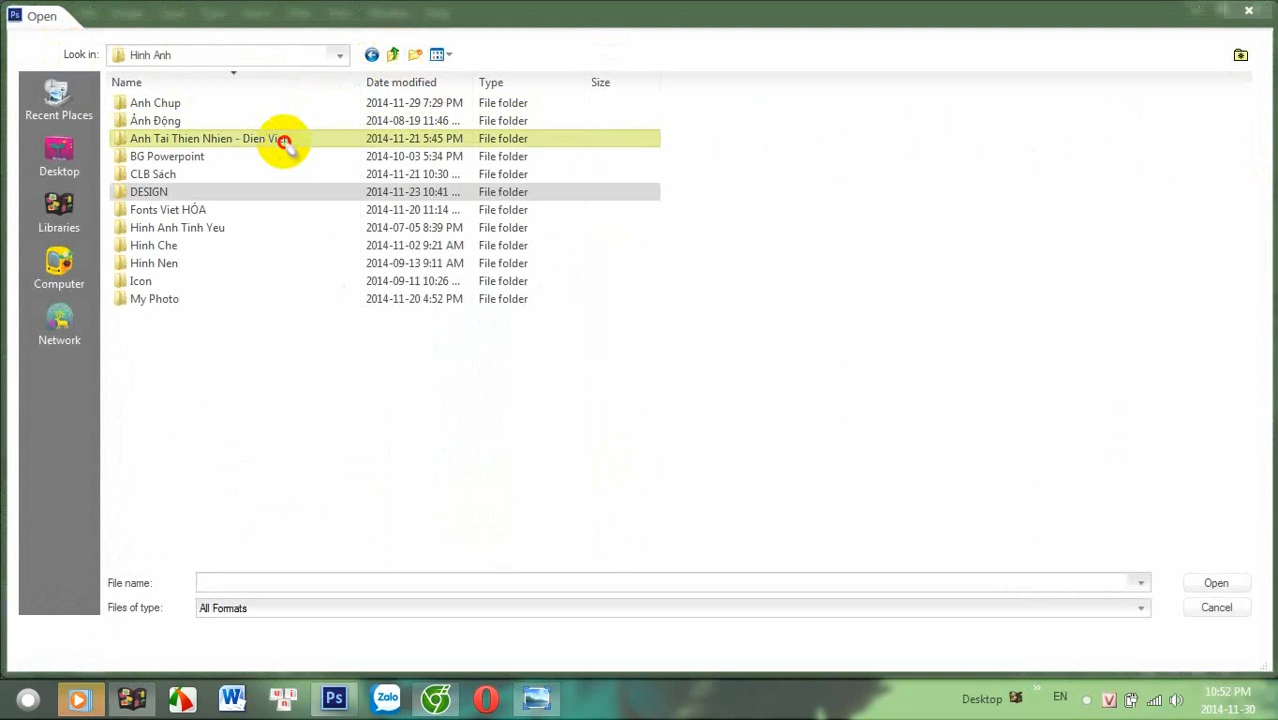 Ps Open
Look in: Hinh Anh
Name Date modified Type Size
Anh Chup 2014-11-29 7:29 PM File folder
Ảnh Động 2014-08-19 11:46 ... File folder
Anh Tai Thien Nhien - Dien 2014-11-21 5:45 PM File folder
BG Powerpoint 2014-10-03 5:34 PM File folder
CLB Sách 2014-11-21 10:30 ... File folder
DESIGN 2014-11-23 10:41 ... File folder
Fonts Viet HÓA 2014-11-20 11:14 ... File folder
Hinh Anh Tinh Yeu 2014-07-05 8:39 PM File folder
Hinh Che 2014-11-02 9:21 AM File folder
Hinh Nen 2014-09-13 9:11 AM File folder
Icon 2014-09-11 10:26 ... File folder
My Photo 2014-11-20 4:52 PM File folder
Recent Places
Desktop
Libraries
Computer
Network
File name: Open
Files of type: All Formats Cancel
W u i n Ps Zalo Desktop » EN V 10:52 PM
2014-11-30